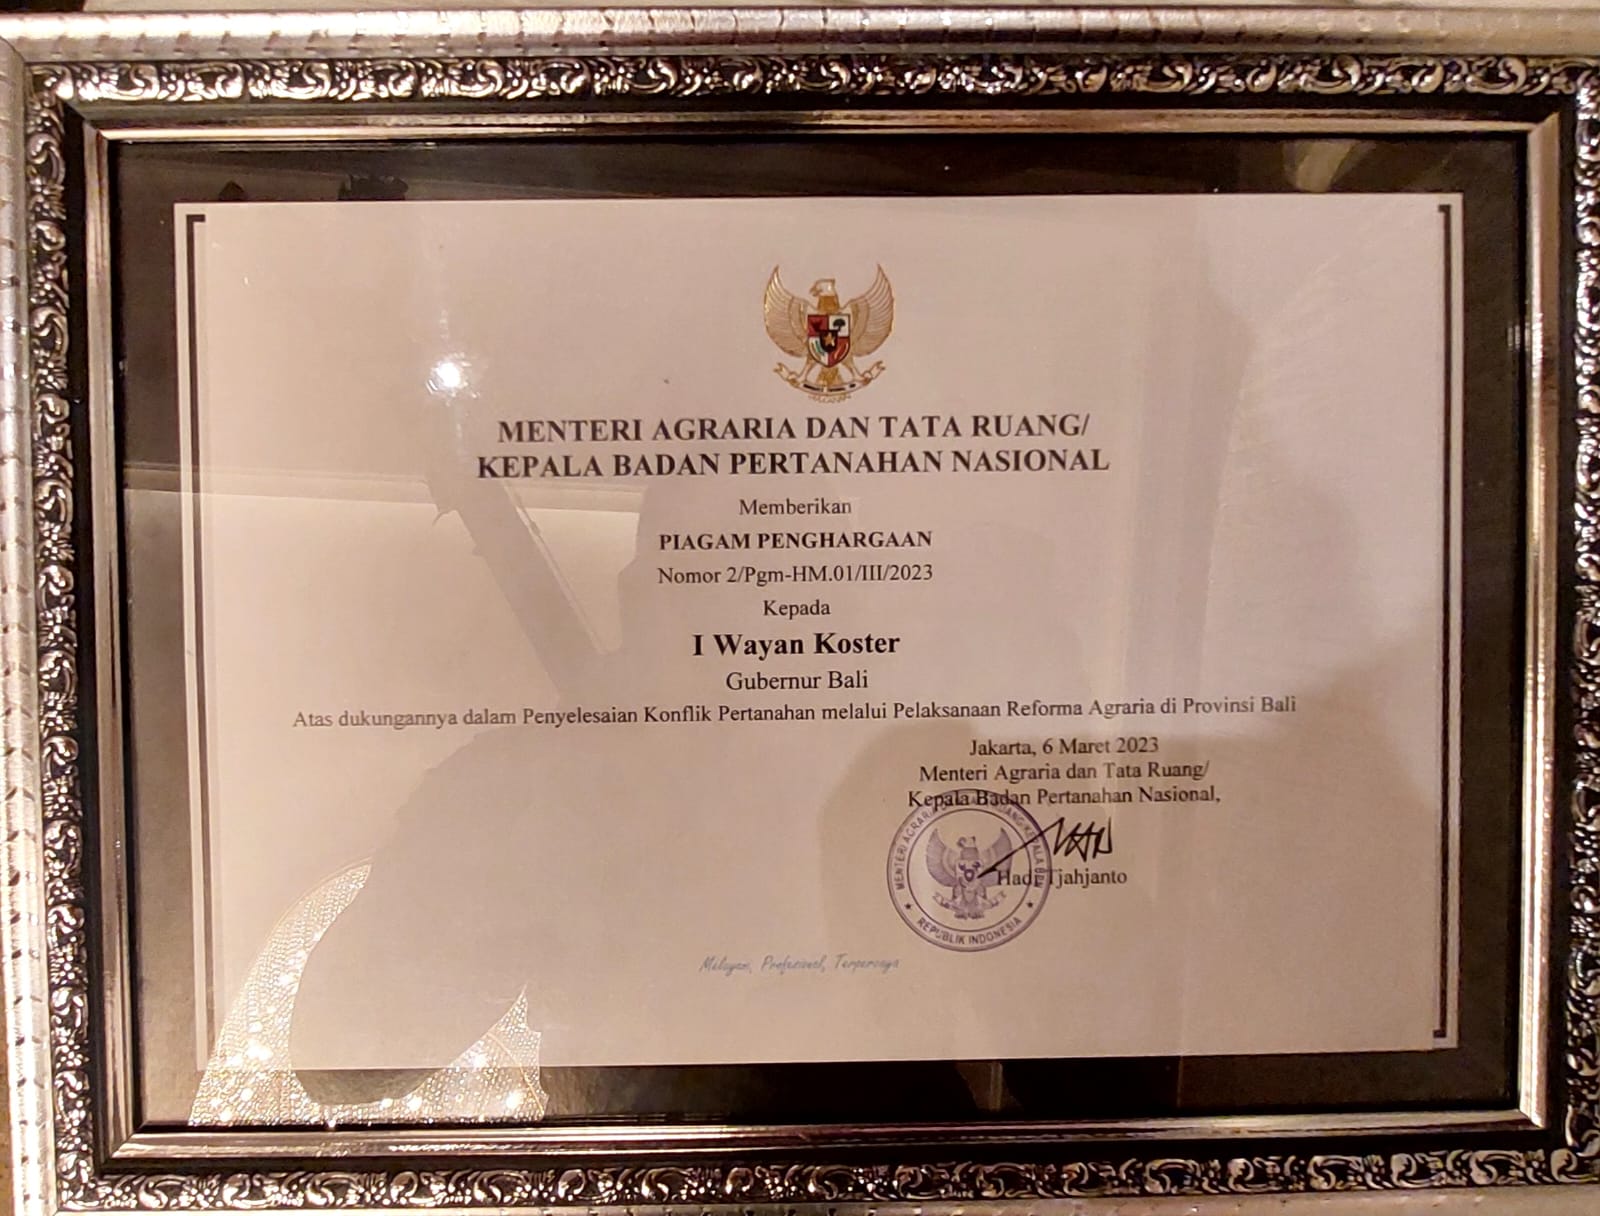 MENTERI AGRARIA DAN TATA RUANG/
KEPALA BADAN PERTANAHAN NASIONAL
Memberikan
PIAGAM PENGHARGAAN
Nomor 2/Pgm-HM.01/III/2023
Kepada
I Wayan Koster
Gubernur Bali
Atas dukungannya dalam Penyelesaian Konflik Pertanahan melalui Pelaksanaan Reforma Agraria di Provinsi Bali
Jakarta, 6 Maret 2023
Menteri Agraria dan Tata Ruang/
Kepala Badan Pertanahan Nasional,
Hadi Tjahjanto
REPUBLIK INDONESIA
Melayani, Profesional, Terpercaya